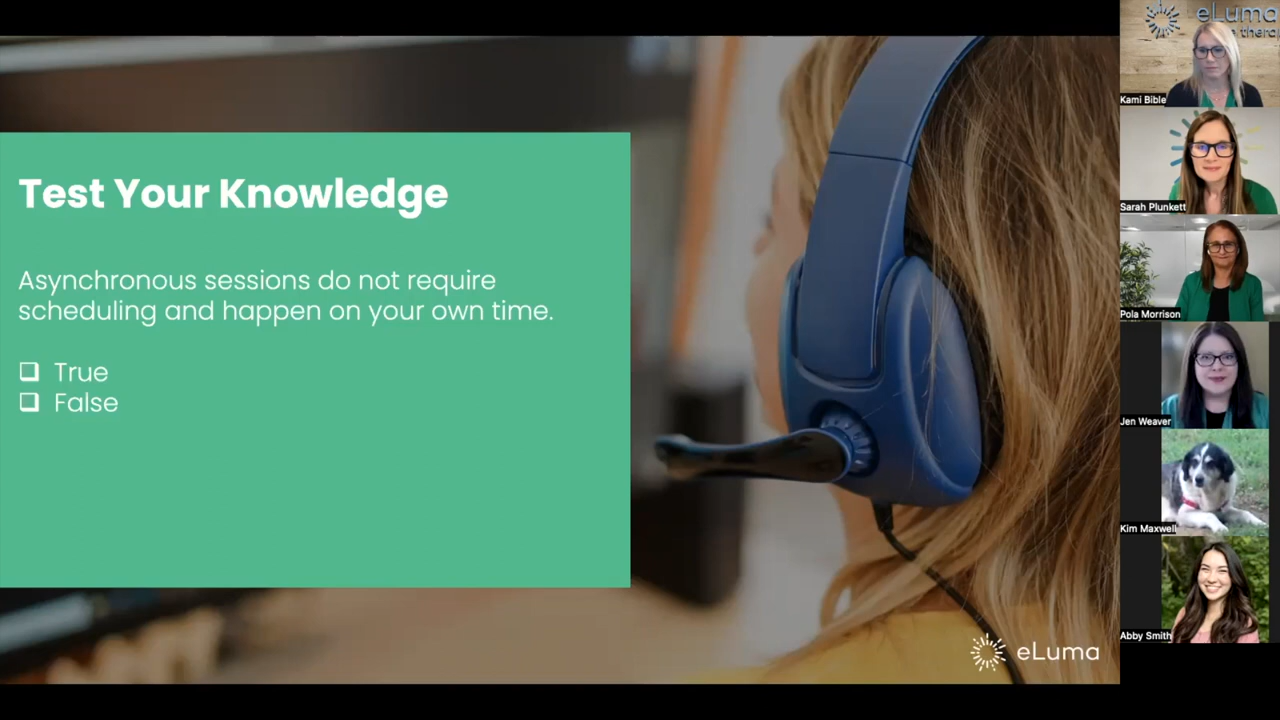 Test Your Knowledge
Asynchronous sessions do not require
scheduling and happen on your own time.
True
False
eLuma
eLuma
Kami Bible
Sarah Plunkett
Pola Morrison
Jen Weaver
Kim Maxwell
Abby Smith